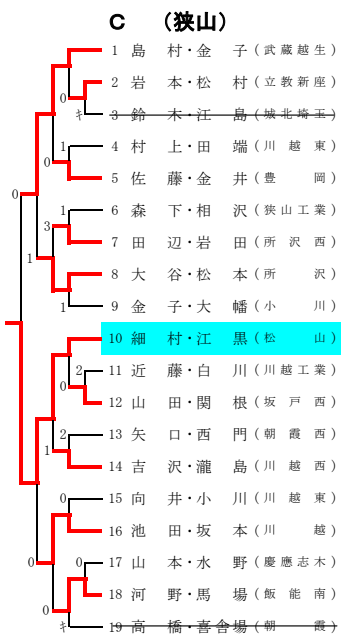 C （狭山）
1 島 村・金 子（武蔵越生）
2 岩 本・松 村（立教新座）
0
ｷ 3 鈴 木・江 島（城北埼玉）
1 4 村 上・田 端（川越東）
0 5 佐 藤・金 井（豊岡）
0
1 6 森 下・相 沢（狭山工業）
3 7 田 辺・岩 田（所沢西）
1 8 大 谷・松 本（所沢）
1 9 金 子・大 幡（小川）
10 細 村・江 黒（松山）
2 11 近 藤・白 川（川越工業）
0 12 山 田・関 根（坂戸西）
2 13 矢 口・西 門（朝霞西）
1 14 吉 沢・瀧 島（川越西）
0 15 向 井・小 川（川越東）
16 池 田・坂 本（川越）
0 0 17 山 本・水 野（慶應志木）
18 河 野・馬 場（飯能南）
0
ｷ 19 高 橋・喜舎場（朝霞）